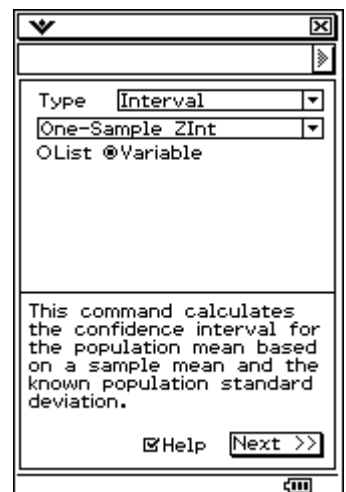 Type Interval
One-Sample ZInt
List Variable
This command calculates
the confidence interval for
the population mean based
on a sample mean and the
known population standard
deviation.
Help Next >>